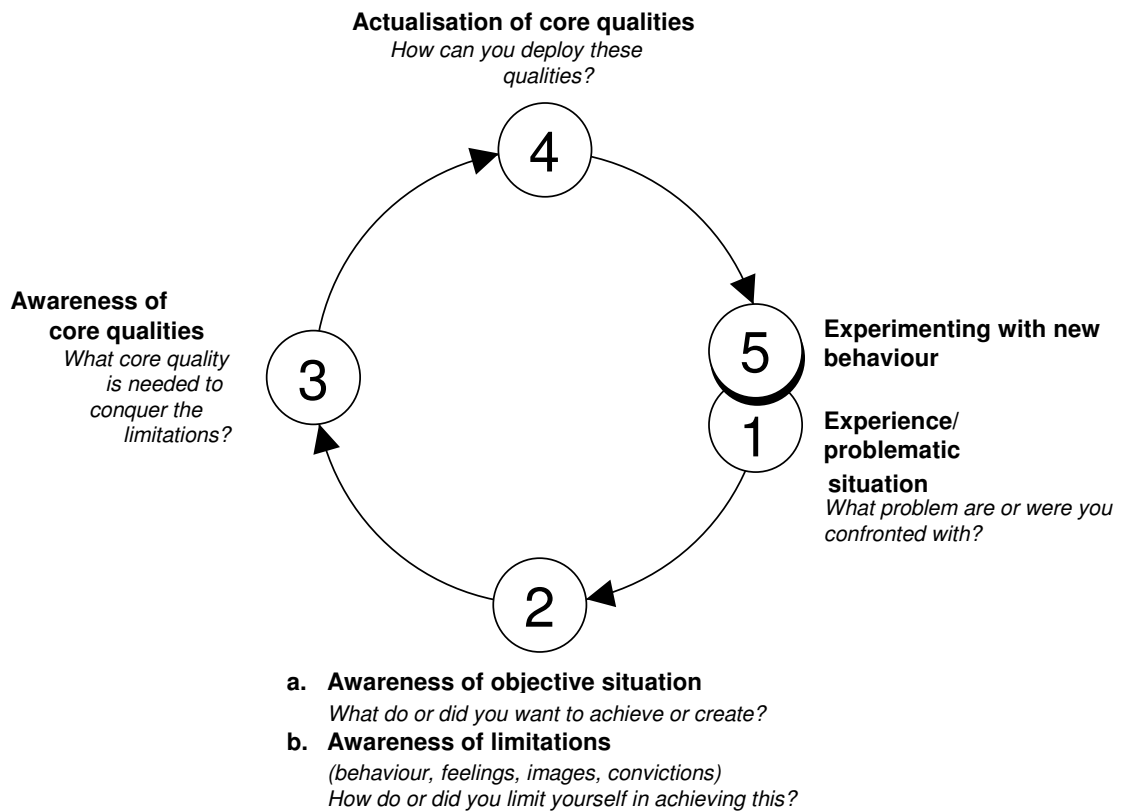 Actualisation of core qualities
How can you deploy these
qualities?
4
Awareness of
core qualities
What core quality
is needed to
conquer the
limitations?
3
5
Experimenting with new
behaviour
1
Experience/
problematic
situation
What problem are or were you
confronted with?
2
a. Awareness of objective situation
What do or did you want to achieve or create?
b. Awareness of limitations
(behaviour, feelings, images, convictions)
How do or did you limit yourself in achieving this?